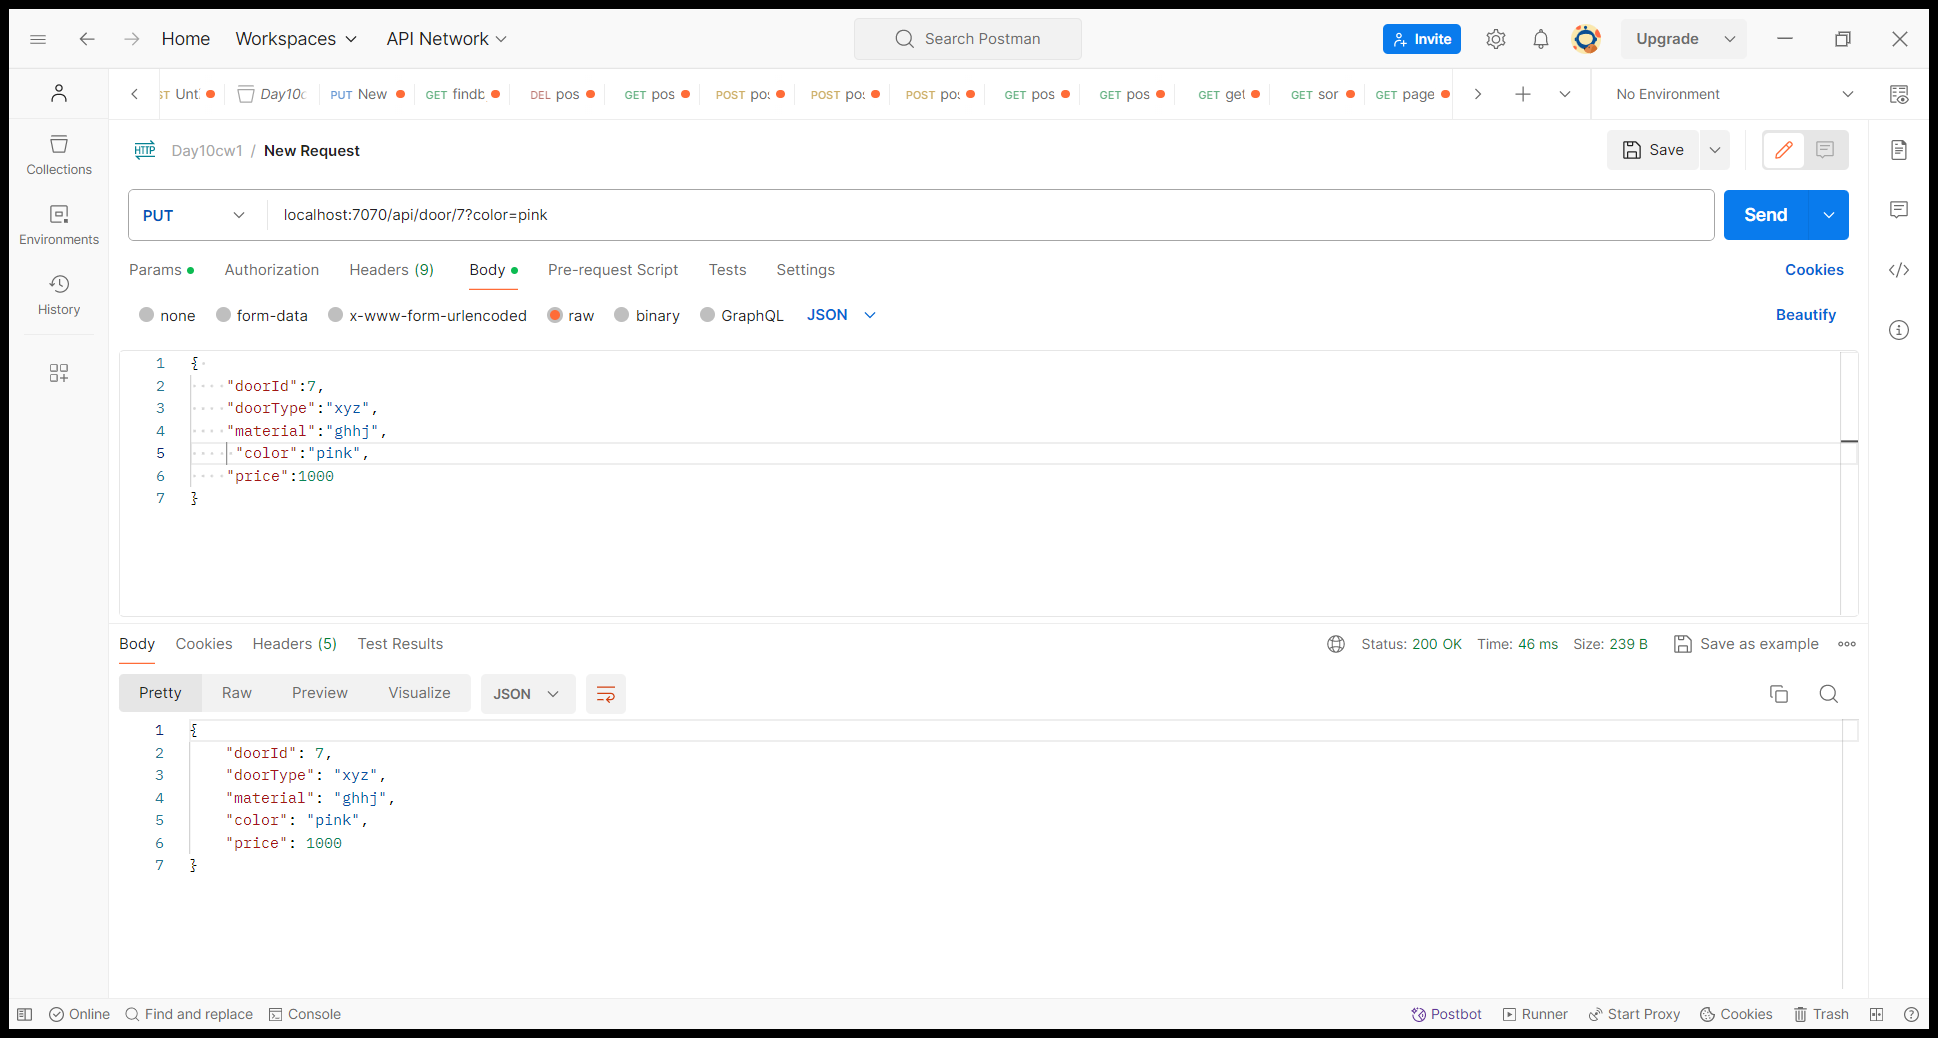 Home Workspaces API Network Search Postman Invite Upgrade
ST Unt PUT New GET findb DEL pos GET pos POST POST POST GET pos GET pos GET get GET sor GET page No Environment
HTTP Day10cw1 / New Request Save
Collections
PUT localhost:7070/api/door/7?color=pink Send
Environments
Params Authorization Headers (9) Body Pre-request Script Tests Settings Cookies
History
none form-data x-www-form-urlencoded raw binary GraphQL JSON Beautify
1 {
2 "doorId":7,
3 "doorType":"xyz",
4 "material":"ghhj",
5 "color":"pink",
6 "price":1000
7 }
Body Cookies Headers (5) Test Results Status: 200 OK Time: 46 ms Size: 239 B Save as example
Pretty Raw Preview Visualize JSON
1 {
2 "doorId": 7,
3 "doorType": "xyz",
4 "material": "ghhj",
5 "color": "pink",
6 "price": 1000
7 }
Online Find and replace Console Postbot Runner Start Proxy Cookies Trash